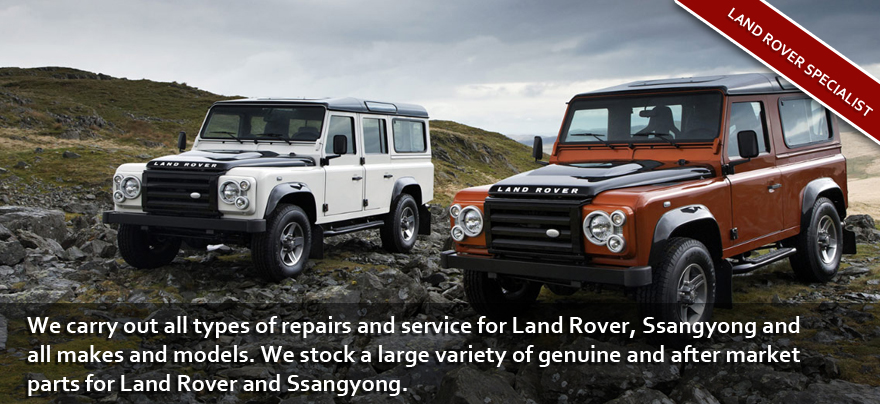 LAND ROVER SPECIALIST
LAND ROVER
LAND ROVER
We carry out all types of repairs and service for Land Rover, Ssangyong and
all makes and models. We stock a large variety of genuine and after market
parts for Land Rover and Ssangyong.